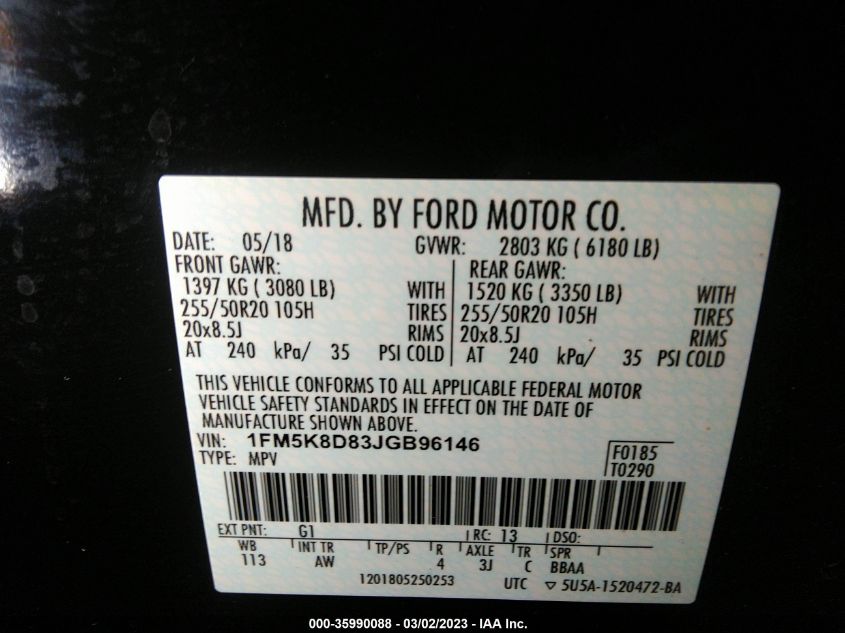 MFD. BY FORD MOTOR CO.
DATE: 05/18 GVWR: 2803 KG ( 6180 LB)
FRONT GAWR: REAR GAWR:
1397 KG ( 3080 LB) WITH 1520 KG ( 3350 LB) WITH
255/50R20 105H TIRES 255/50R20 105H TIRES
20x8.5J RIMS 20x8.5J RIMS
AT 240 kPa/ 35 PSI COLD AT 240 kPa/ 35 PSI COLD
THIS VEHICLE CONFORMS TO ALL APPLICABLE FEDERAL MOTOR
VEHICLE SAFETY STANDARDS IN EFFECT ON THE DATE OF
MANUFACTURE SHOWN ABOVE.
VIN: 1FM5K8D83JGB96146 F0185
TYPE: MPV T0290
EXT PNT: G1 RC: 13 DSO:
WB INT TR TP/PS R AXLE TR SPR
113 AW 4 3J C BBAA
1201805250253 UTC ▽ 5U5A-1520472-BA
000-35990088 - 03/02/2023 - IAA Inc.